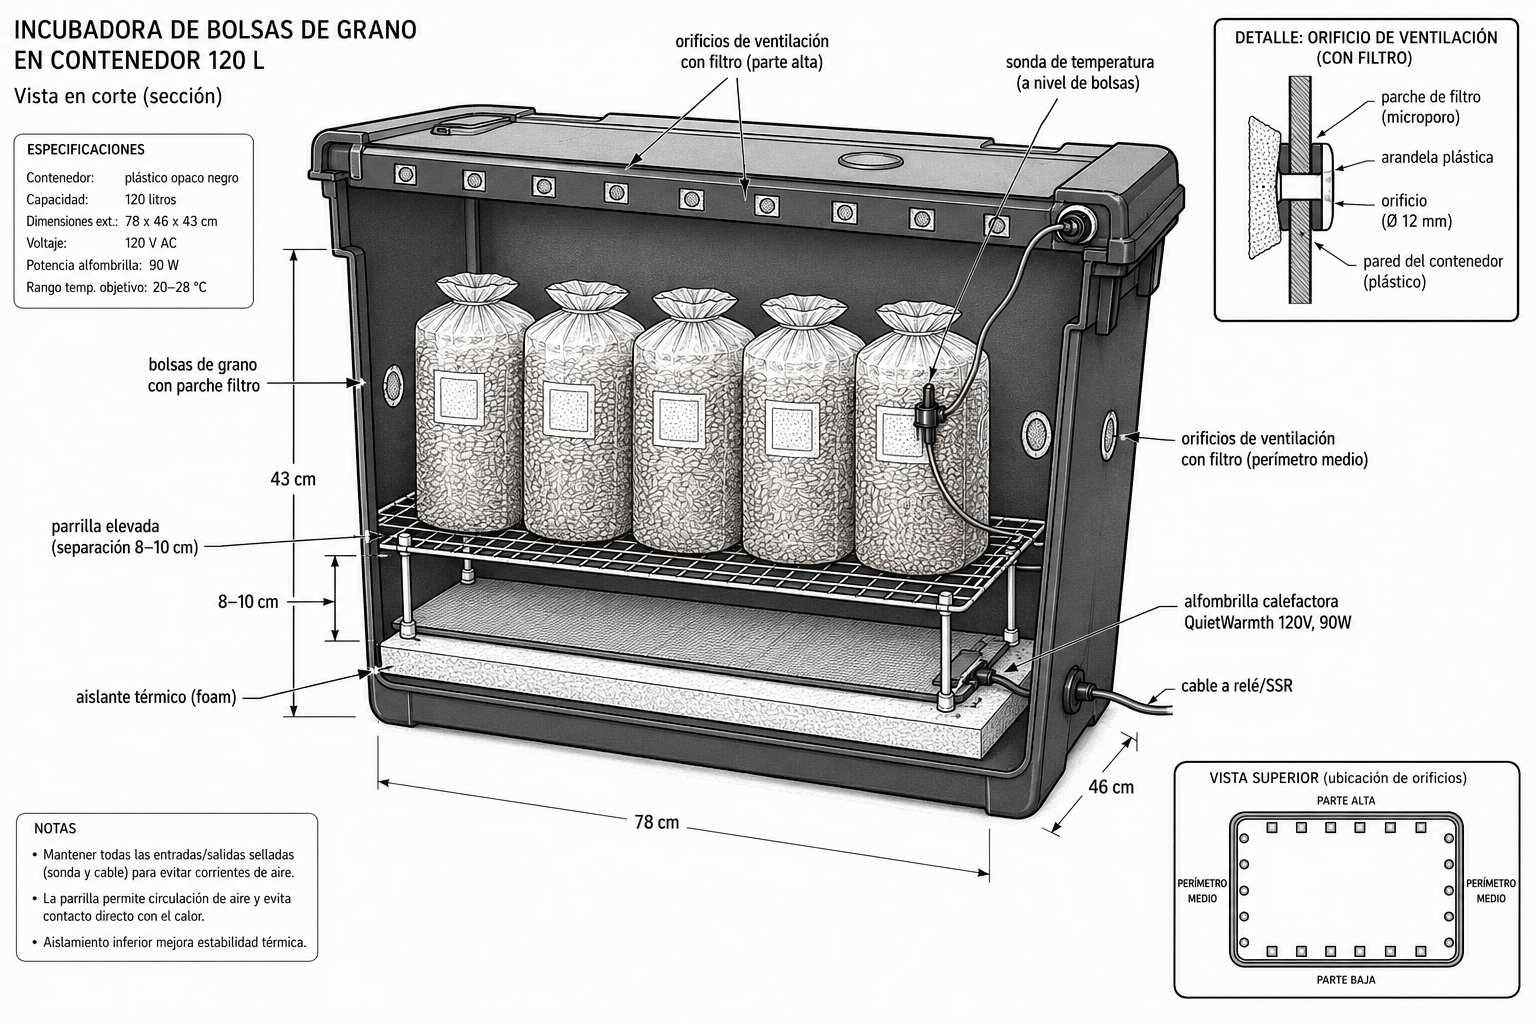 INCUBADORA DE BOLSAS DE GRANO
EN CONTENEDOR 120 L
Vista en corte (sección)
ESPECIFICACIONES
Contenedor: plástico opaco negro
Capacidad: 120 litros
Dimensiones ext.: 78 x 46 x 43 cm
Voltaje: 120 V AC
Potencia alfombrilla: 90 W
Rango temp. objetivo: 20–28 °C
orificios de ventilación
con filtro (parte alta)
sonda de temperatura
(a nivel de bolsas)
DETALLE: ORIFICIO DE VENTILACIÓN
(CON FILTRO)
parche de filtro
(microporo)
arandela plástica
orificio
(Ø 12 mm)
pared del contenedor
(plástico)
bolsas de grano
con parche filtro
43 cm
orificios de ventilación
con filtro (perímetro medio)
parrilla elevada
(separación 8–10 cm)
8–10 cm
alfombrilla calefactora
QuietWarmth 120V, 90W
aislante térmico (foam)
cable a relé/SSR
46 cm
78 cm
NOTAS
• Mantener todas las entradas/salidas selladas
(sonda y cable) para evitar corrientes de aire.
• La parrilla permite circulación de aire y evita
contacto directo con el calor.
• Aislamiento inferior mejora estabilidad térmica.
VISTA SUPERIOR (ubicación de orificios)
PARTE ALTA
PERÍMETRO
MEDIO
PERÍMETRO
MEDIO
PARTE BAJA